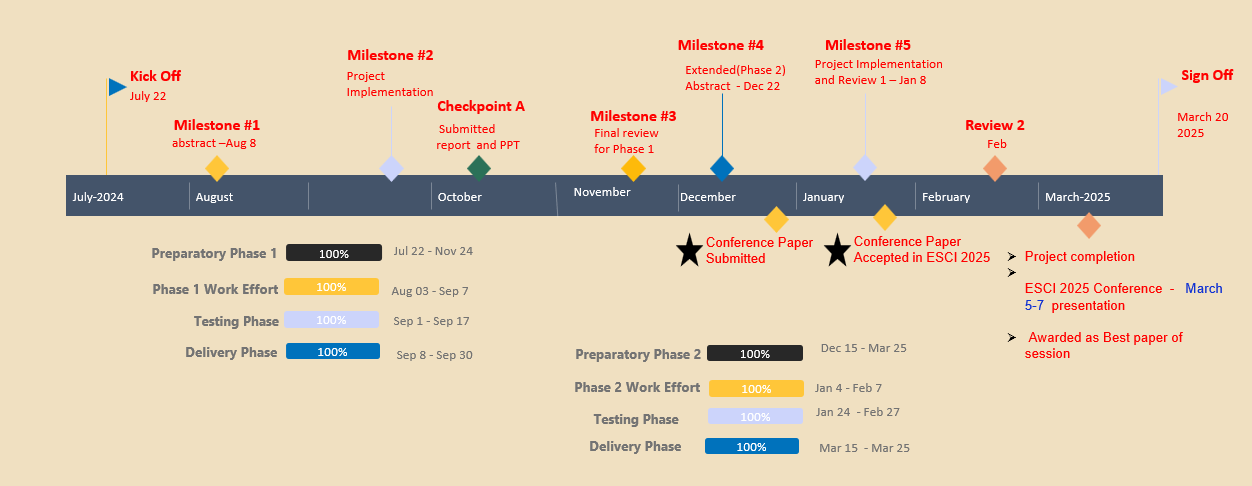 Kick Off
July 22
Milestone #1
abstract –Aug 8
Milestone #2
Project
Implementation
Checkpoint A
Submitted
report and PPT
Milestone #3
Final review
for Phase 1
Milestone #4
Extended(Phase 2)
Abstract - Dec 22
Milestone #5
Project Implementation
and Review 1 – Jan 8
Review 2
Feb
Sign Off
March 20
2025
July-2024
August
October
November
December
January
February
March-2025
Conference Paper
Submitted
Conference Paper
Accepted in ESCI 2025
Project completion
ESCI 2025 Conference - March
5-7 presentation
Awarded as Best paper of
session
Preparatory Phase 1 100% Jul 22 - Nov 24
Phase 1 Work Effort 100% Aug 03 - Sep 7
Testing Phase 100% Sep 1 - Sep 17
Delivery Phase 100% Sep 8 - Sep 30
Preparatory Phase 2 100% Dec 15 - Mar 25
Phase 2 Work Effort 100% Jan 4 - Feb 7
Testing Phase 100% Jan 24 - Feb 27
Delivery Phase 100% Mar 15 - Mar 25